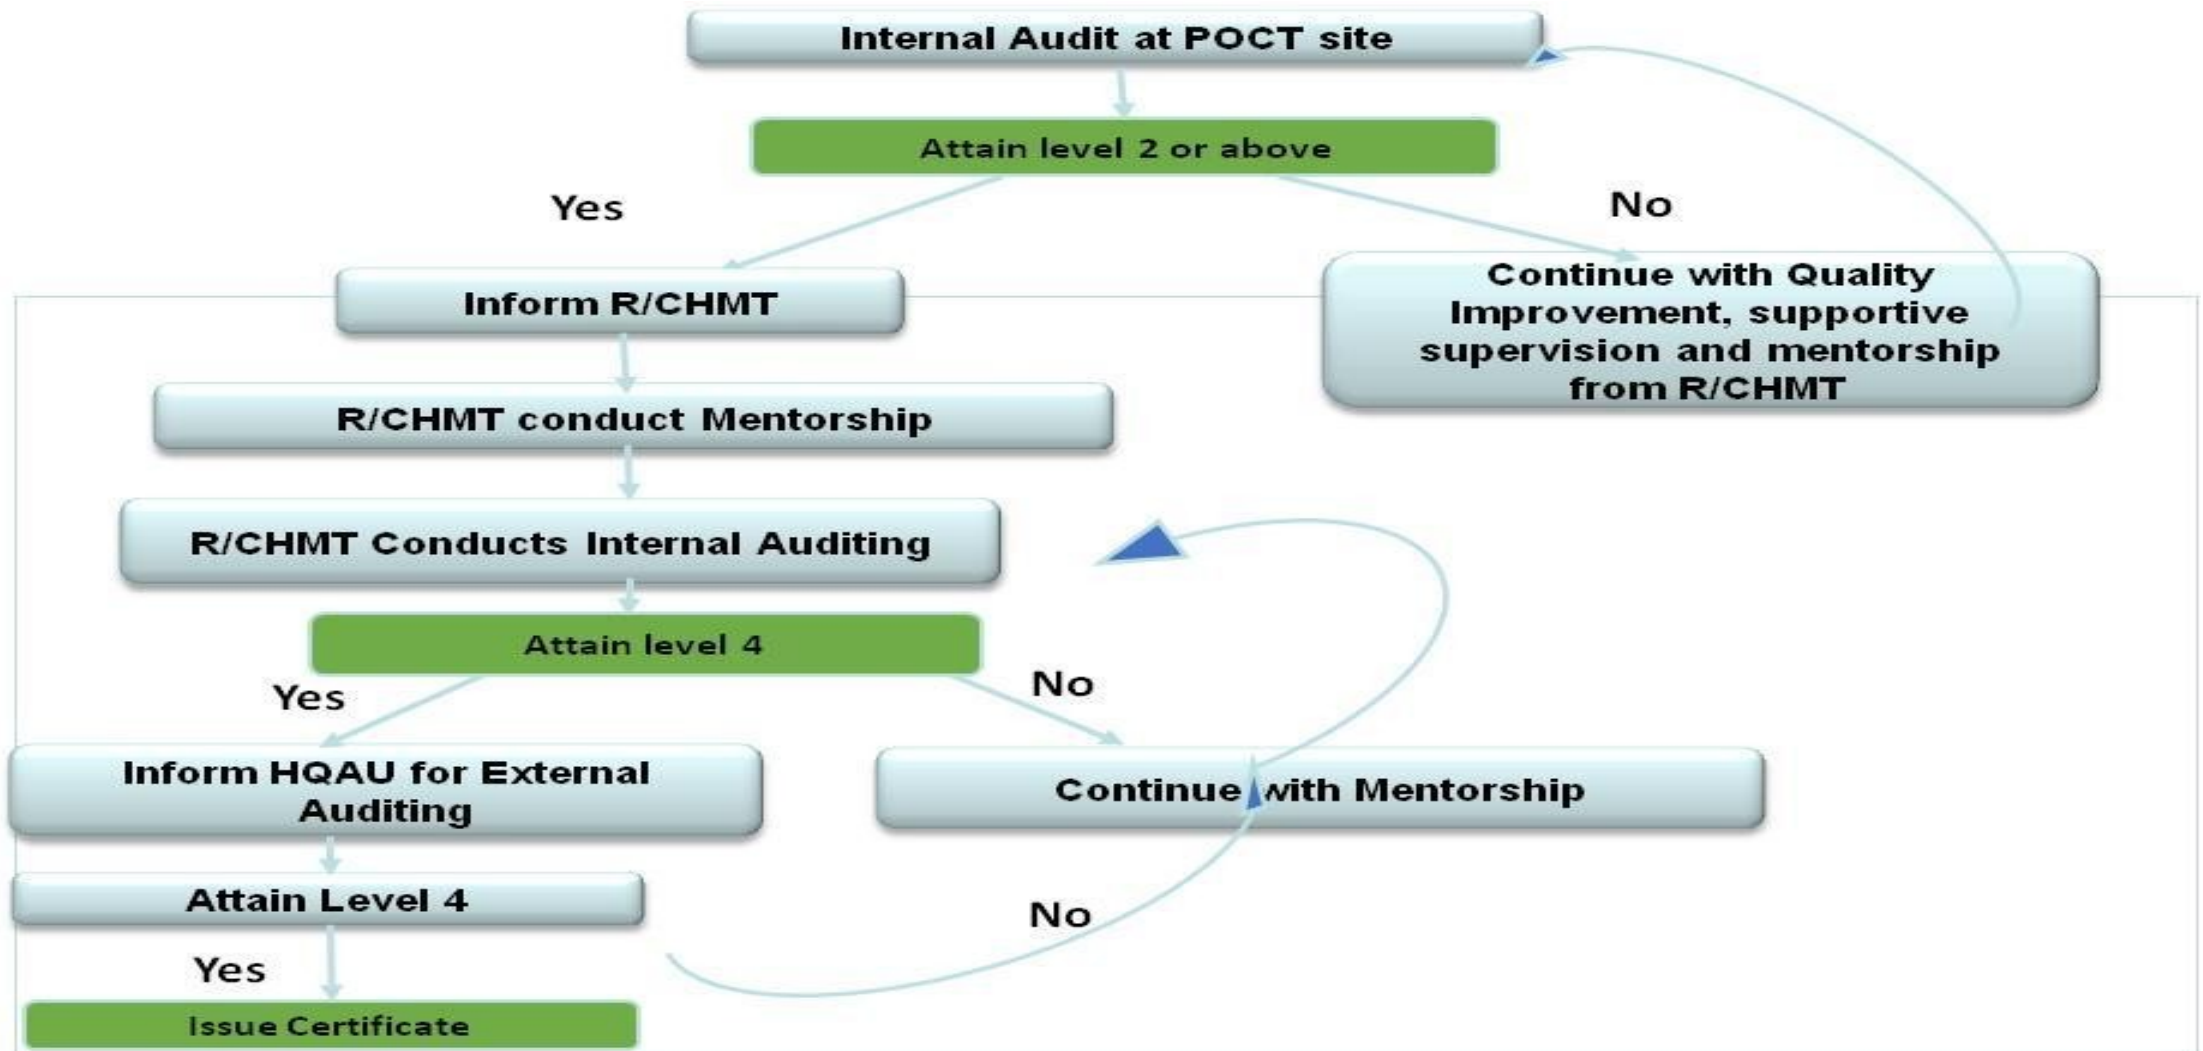 Internal Audit at POCT site
Attain level 2 or above
Yes
No
Inform R/CHMT
Continue with Quality
Improvement, supportive
supervision and mentorship
from R/CHMT
R/CHMT conduct Mentorship
R/CHMT Conducts Internal Auditing
Attain level 4
Yes
No
Inform HQAU for External
Auditing
Continue with Mentorship
Attain Level 4
No
Yes
Issue Certificate